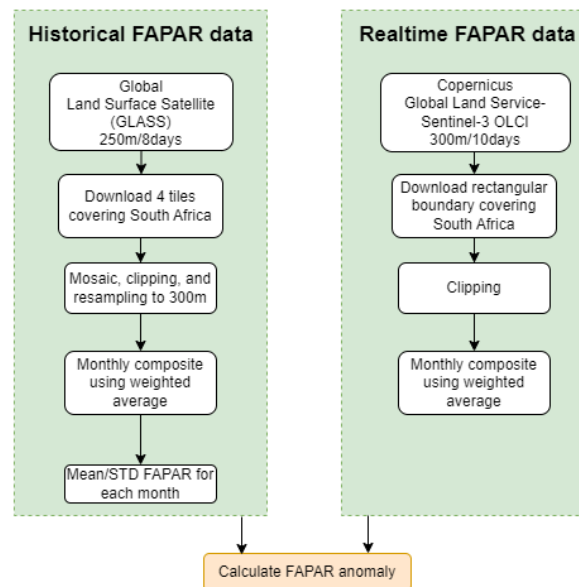 Historical FAPAR data
Global
Land Surface Satellite
(GLASS)
250m/8days
Download 4 tiles
covering South Africa
Mosaic, clipping, and
resampling to 300m
Monthly composite
using weighted
average
Mean/STD FAPAR for
each month
Realtime FAPAR data
Copernicus
Global Land Service-
Sentinel-3 OLCI
300m/10days
Download rectangular
boundary covering
South Africa
Clipping
Monthly composite
using weighted
average
Calculate FAPAR anomaly